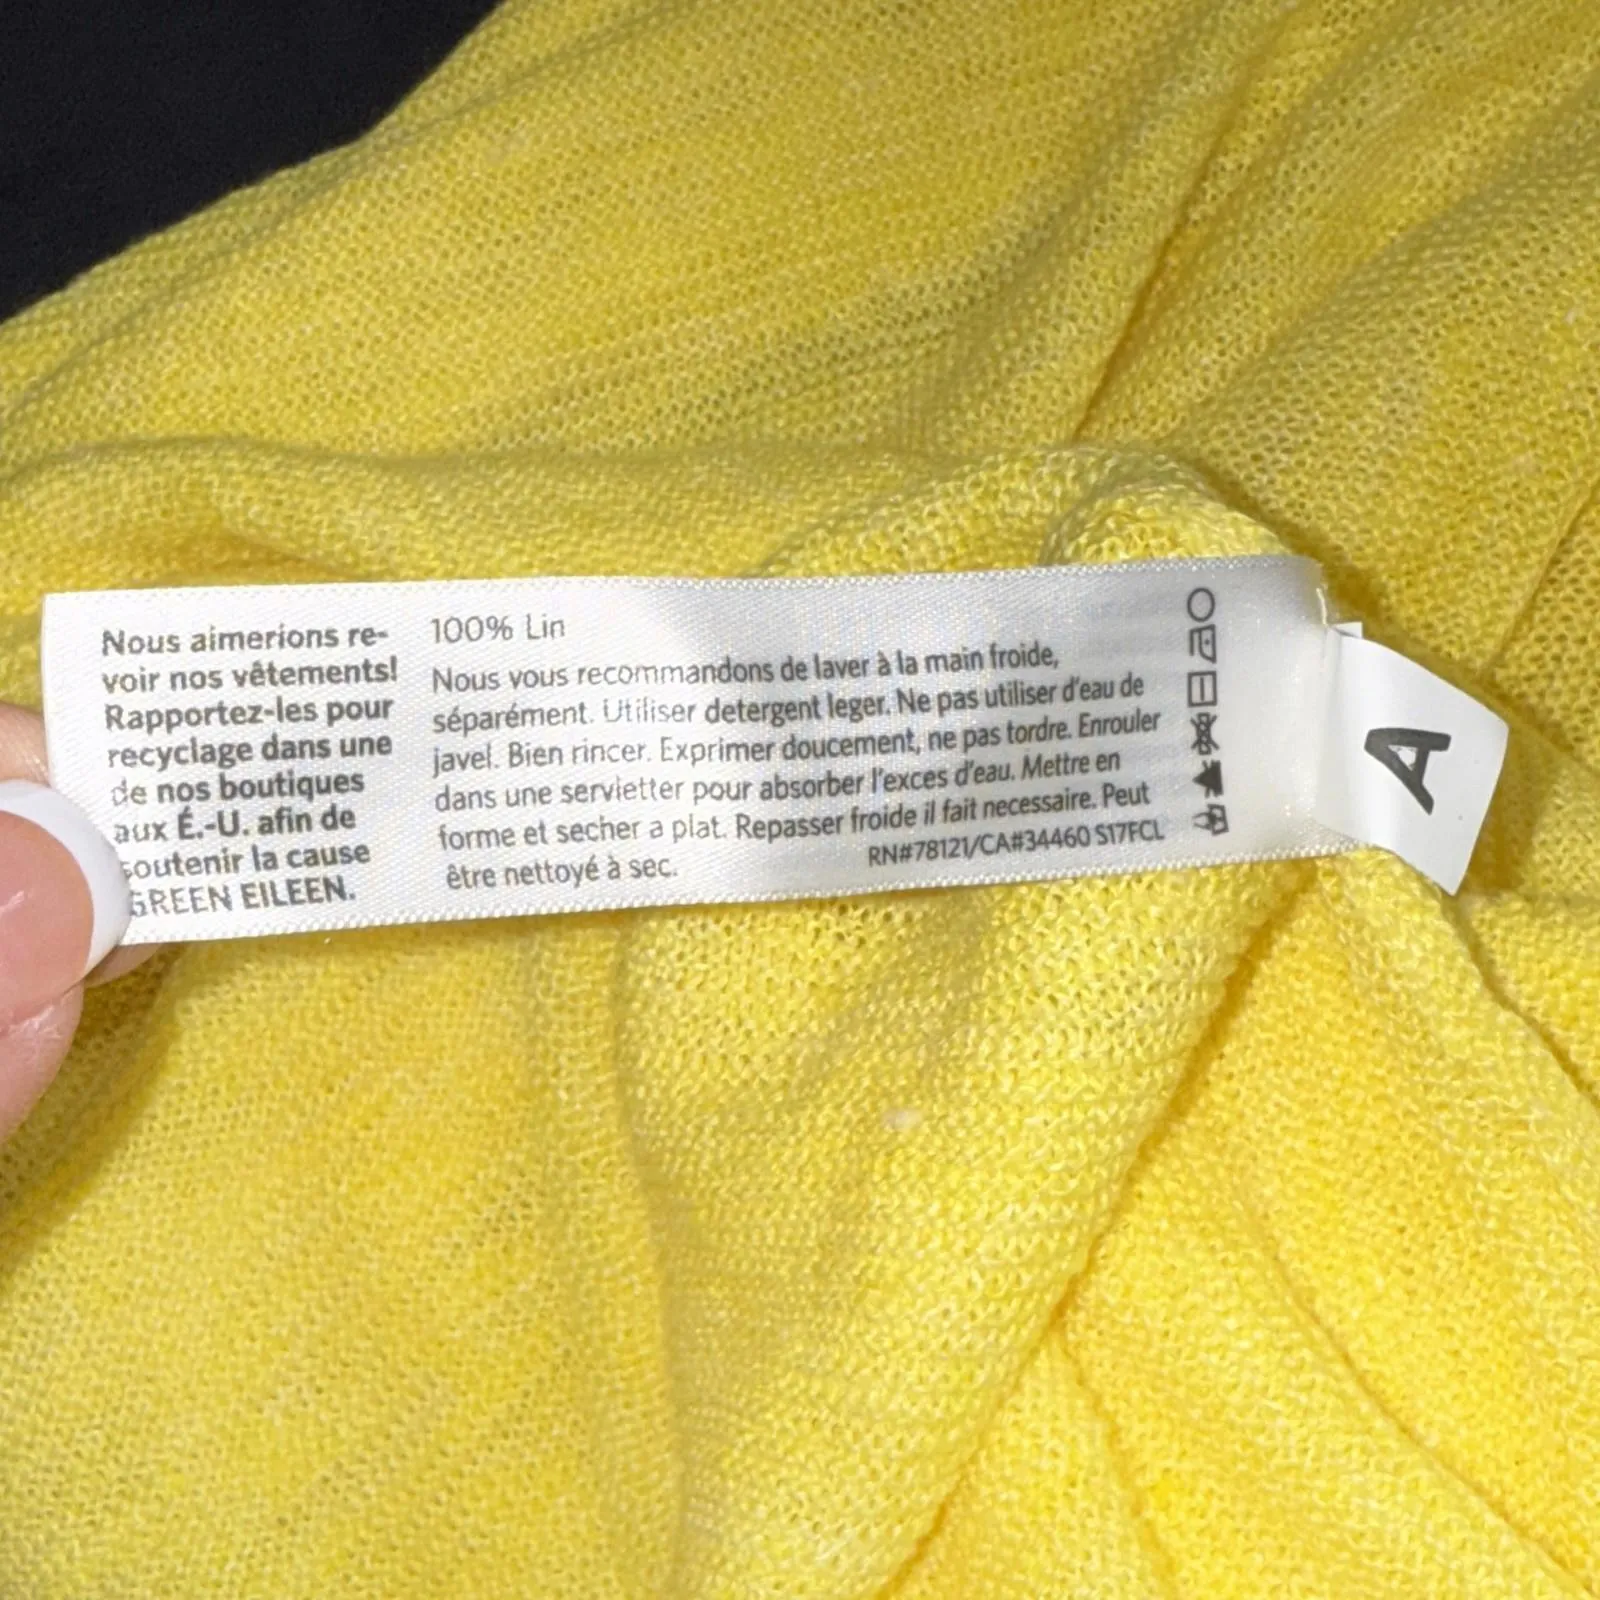 Nous aimerions re-
voir nos vêtements!
Rapportez-les pour
recyclage dans une
de nos boutiques
aux É.-U. afin de
soutenir la cause
GREEN EILEEN.
100% Lin
Nous vous recommandons de laver à la main froide,
séparément. Utiliser detergent leger. Ne pas utiliser d'eau de
javel. Bien rincer. Exprimer doucement, ne pas tordre. Enrouler
dans une servietter pour absorber l'exces d'eau. Mettre en
forme et secher a plat. Repasser froide il fait necessaire. Peut
être nettoyé à sec.
RN#78121/CA#34460 S17FCL
A